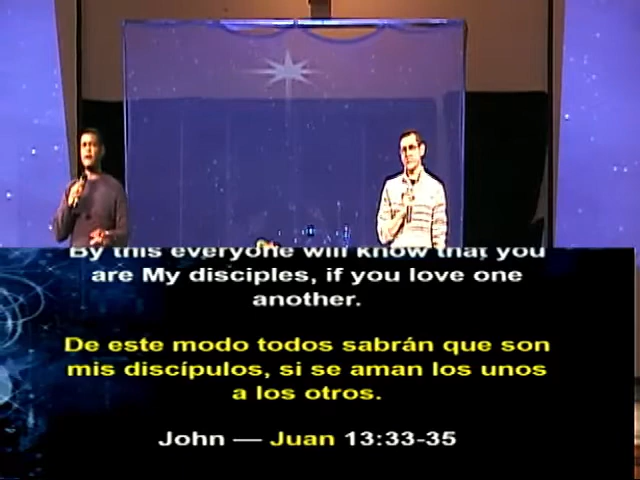 By this everyone will know that you
are My disciples, if you love one
another.
De este modo todos sabrán que son
mis discípulos, si se aman los unos
a los otros.
John — Juan 13:33-35